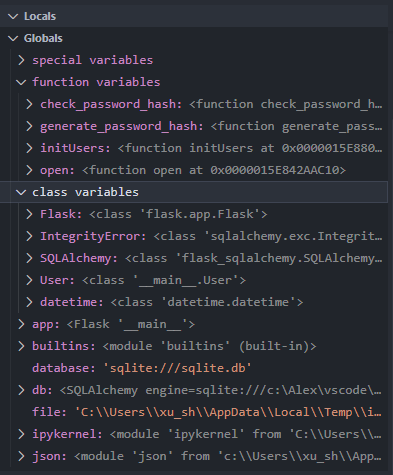 Locals
Globals
special variables
function variables
check_password_hash: <function check_password_h…
generate_password_hash: <function generate_pass…
initUsers: <function initUsers at 0x0000015E880…
open: <function open at 0x0000015E842AAC10>
class variables
Flask: <class 'flask.app.Flask'>
IntegrityError: <class 'sqlalchemy.exc.Integrit…
SQLAlchemy: <class 'flask_sqlalchemy.SQLAlchemy…
User: <class '__main__.User'>
datetime: <class 'datetime.datetime'>
app: <Flask '__main__'>
builtins: <module 'builtins' (built-in)>
database: 'sqlite:///sqlite.db'
db: <SQLAlchemy engine=sqlite:///c:\Alex\vscode\…
file: 'C:\\Users\\xu_sh\\AppData\\Local\\Temp\\i…
ipykernel: <module 'ipykernel' from 'C:\\Users\…
json: <module 'json' from 'C:\\Users\\xu_sh\\App…